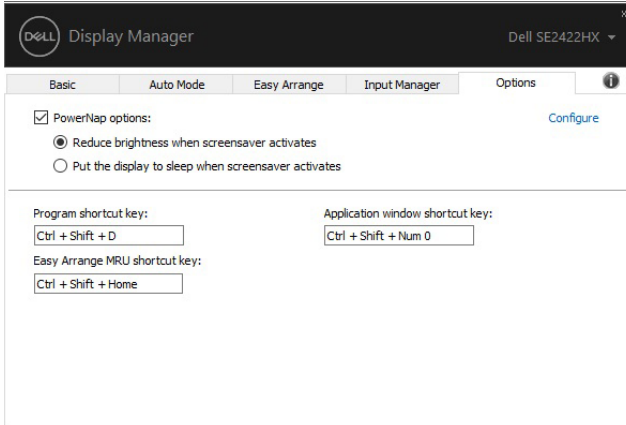 DELL Display Manager
Dell SE2422HX
Basic
Auto Mode
Easy Arrange
Input Manager
Options
PowerNap options:
Configure
Reduce brightness when screensaver activates
Put the display to sleep when screensaver activates
Program shortcut key:
Application window shortcut key:
Ctrl + Shift + D
Ctrl + Shift + Num 0
Easy Arrange MRU shortcut key:
Ctrl + Shift + Home